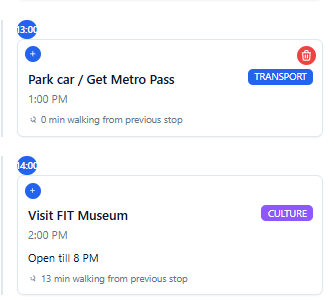 13:00
+
Park car / Get Metro Pass
TRANSPORT
1:00 PM
0 min walking from previous stop
14:00
+
Visit FIT Museum
CULTURE
2:00 PM
Open till 8 PM
13 min walking from previous stop